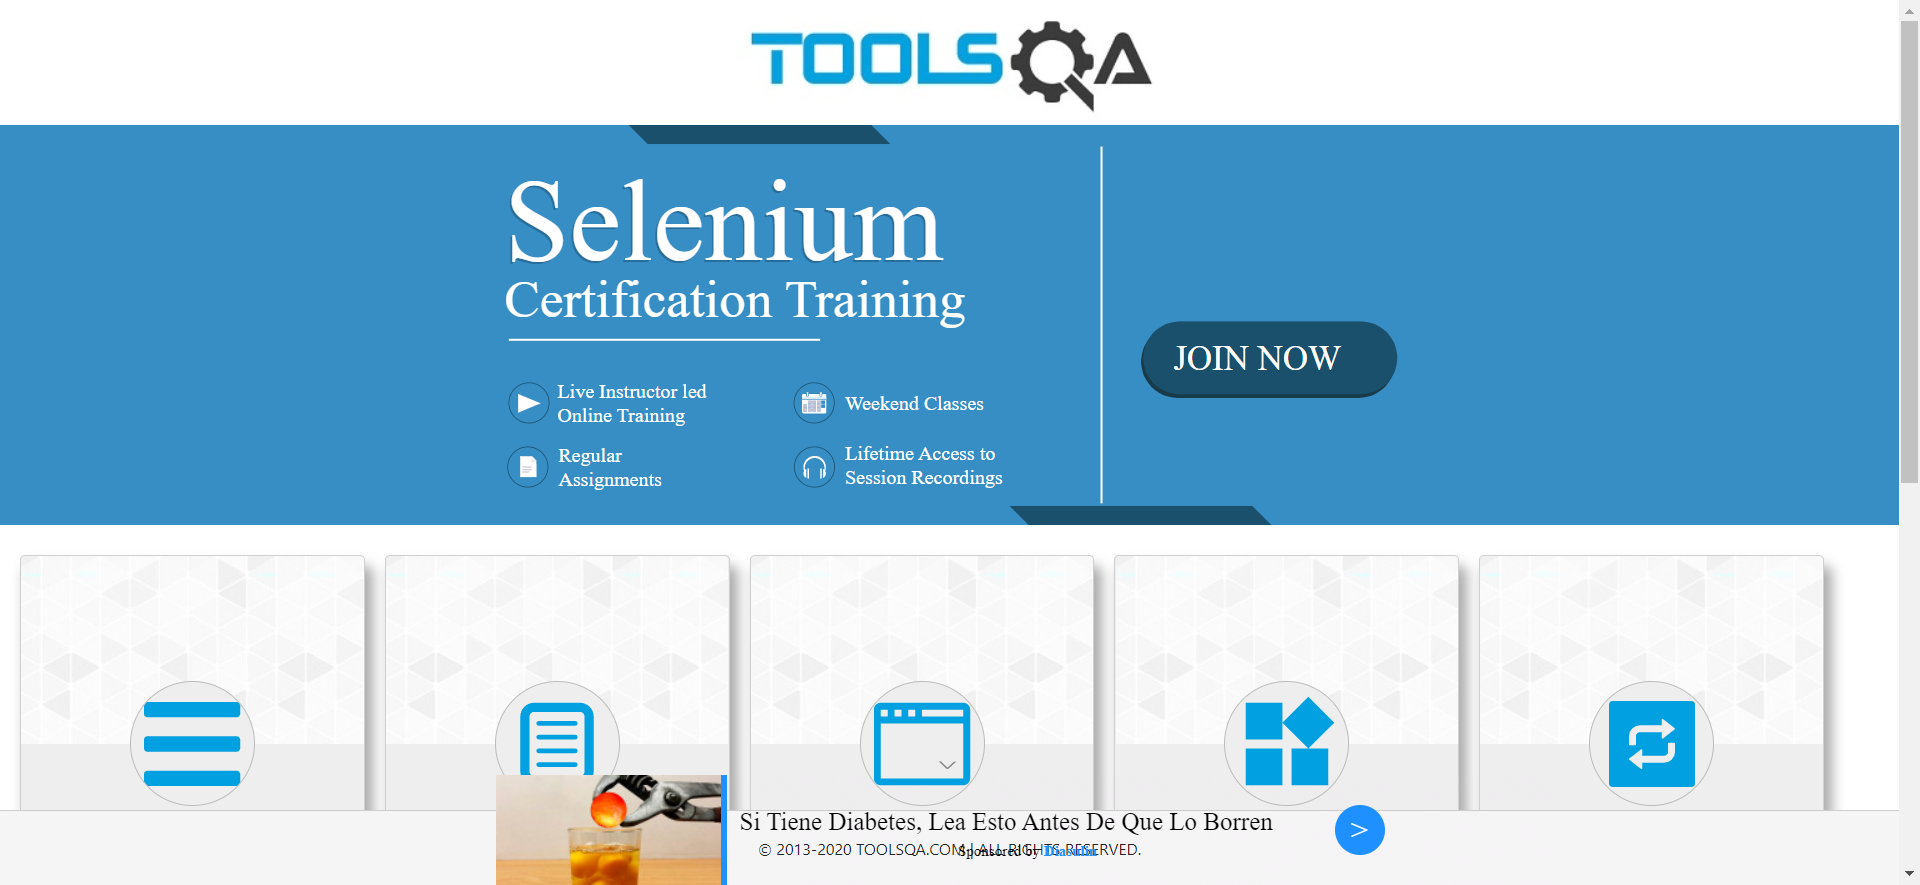 TOOLSQA
Selenium
Certification Training
Live Instructor led
Online Training
Weekend Classes
Regular
Assignments
Lifetime Access to
Session Recordings
JOIN NOW
Si Tiene Diabetes, Lea Esto Antes De Que Lo Borren
>
© 2013-2020 TOOLSQA.COM | ALL RIGHTS RESERVED.
Sponsored by